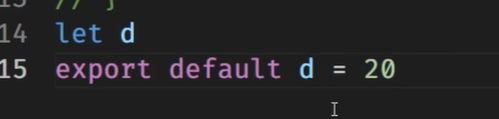 // }
14 let d
15 export default d = 20